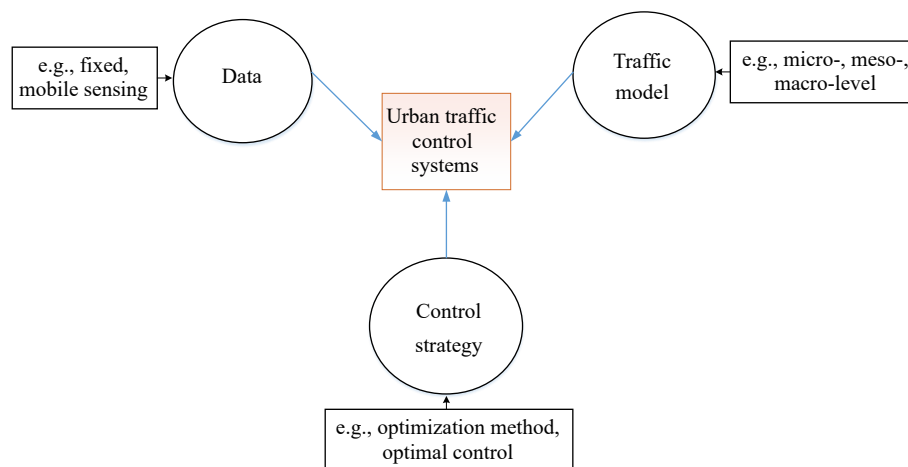 e.g., fixed,
mobile sensing
Data
Traffic
model
e.g., micro-, meso-,
macro-level
Urban traffic
control
systems
Control
strategy
e.g., optimization method,
optimal control